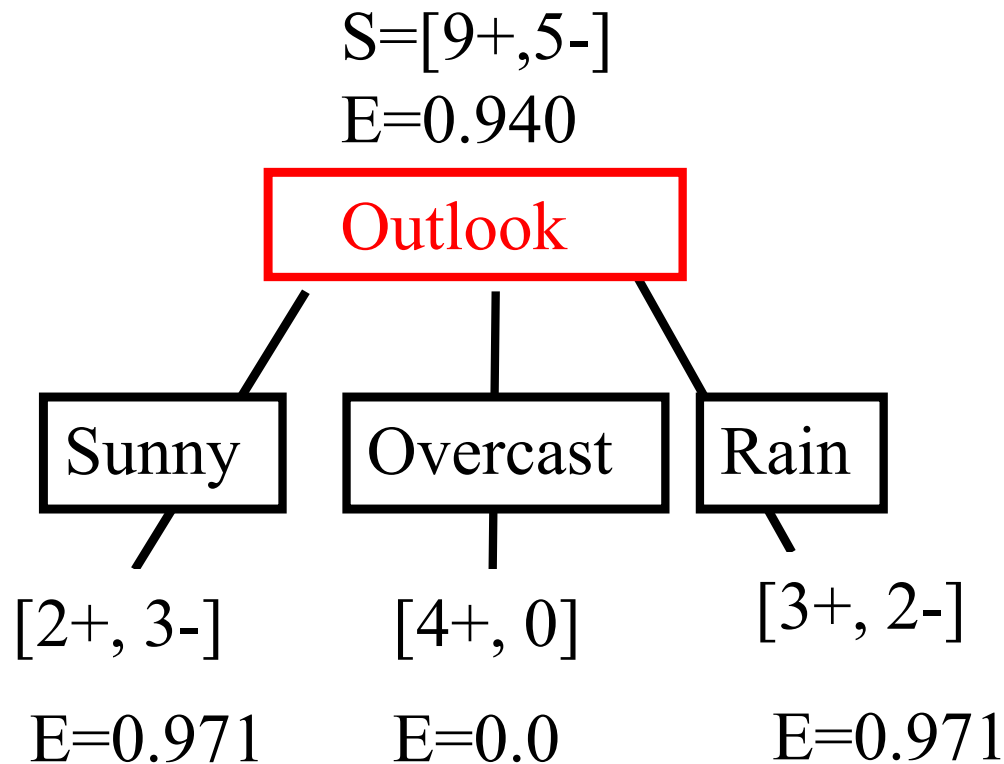 S=[9+,5-]
E=0.940
Outlook
Sunny
Overcast
Rain
[2+, 3-]
[4+, 0]
[3+, 2-]
E=0.971
E=0.0
E=0.971